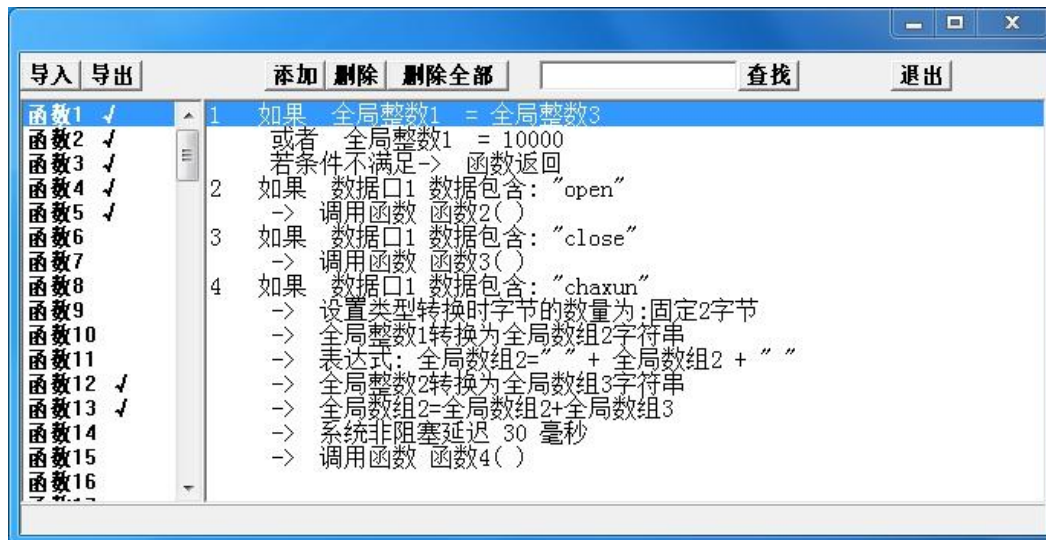 导入 导出 添加 删除 删除全部 查找 退出
函数1 √
函数2 √
函数3 √
函数4 √
函数5 √
函数6
函数7
函数8
函数9
函数10
函数11
函数12 √
函数13 √
函数14
函数15
函数16
1 如果 全局整数1 = 全局整数3
或者 全局整数1 = 10000
若条件不满足-> 函数返回
2 如果 数据口1 数据包含: "open"
-> 调用函数 函数2( )
3 如果 数据口1 数据包含: "close"
-> 调用函数 函数3( )
4 如果 数据口1 数据包含: "chaxun"
-> 设置类型转换时字节的数量为:固定2字节
-> 全局整数1转换为全局数组2字符串
-> 表达式: 全局数组2=" " + 全局数组2 + " "
-> 全局整数2转换为全局数组3字符串
-> 全局数组2=全局数组2+全局数组3
-> 系统非阻塞延迟 30 毫秒
-> 调用函数 函数4( )